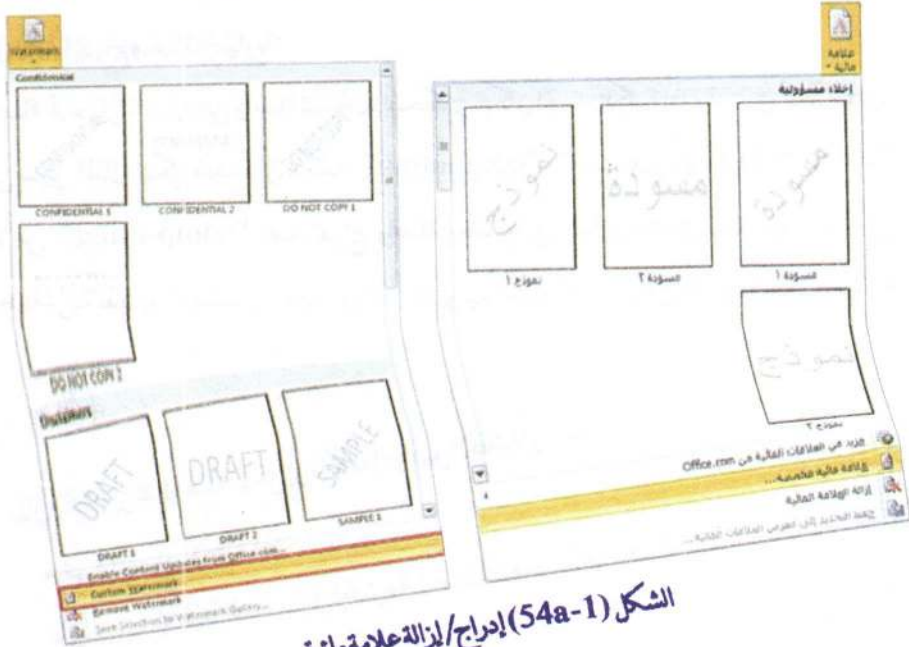 Watermark
Confidential
CONFIDENTIAL 1 CONFIDENTIAL 2 DO NOT COPY 1
DO NOT COPY 2
Disclaimers
DRAFT DRAFT SAMPLE
DRAFT 1 DRAFT 2 SAMPLE 1
Enable Content Updates from Office.com...
Custom Watermark
Remove Watermark
Save Selection to Watermark Gallery...
علامة
مائية
إخلاء مسؤولية
مسودة مسودة نموذج
مسودة ١ مسودة ٢ نموذج ١
نموذج
نموذج ٢
مزيد من العلامات المائية من Office.com
علامة مائية مخصصة...
إزالة العلامة المائية
حفظ التحديد إلى معرض العلامات المائية...
الشكل (1-54a) إدراج/إزالة علامة